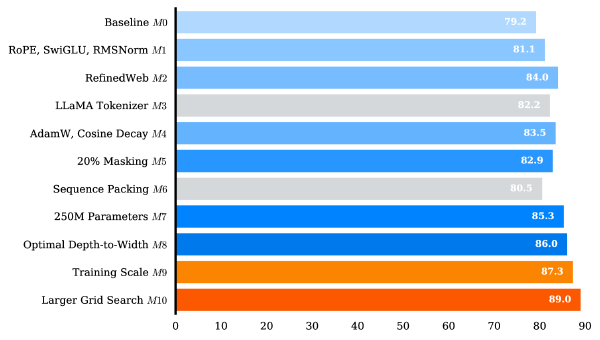 Baseline M0 79.2
RoPE, SwiGLU, RMSNorm M1 81.1
RefinedWeb M2 84.0
LLaMA Tokenizer M3 82.2
AdamW, Cosine Decay M4 83.5
20% Masking M5 82.9
Sequence Packing M6 80.5
250M Parameters M7 85.3
Optimal Depth-to-Width M8 86.0
Training Scale M9 87.3
Larger Grid Search M10 89.0
0 10 20 30 40 50 60 70 80 90